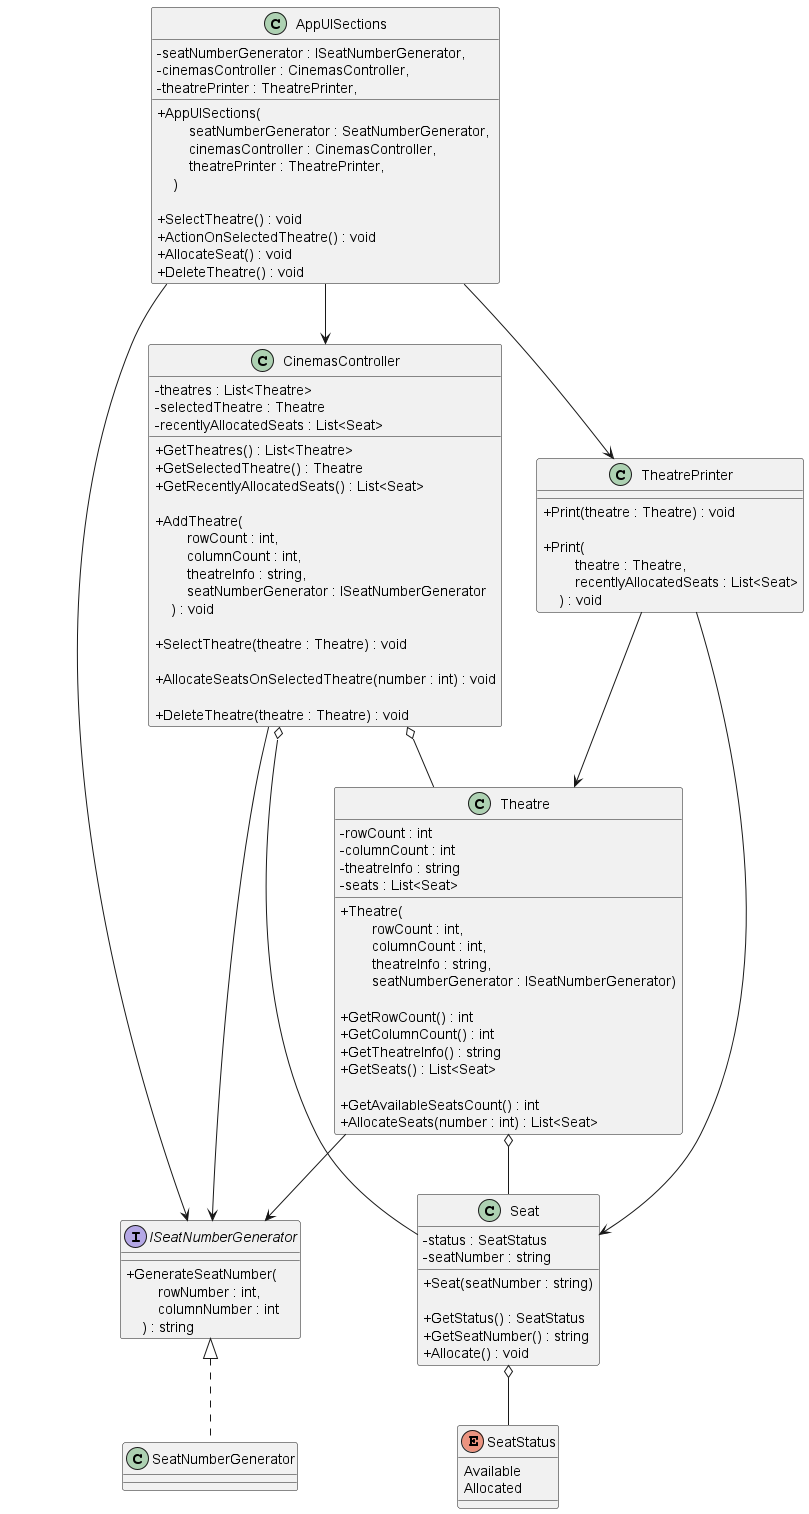 C AppUISections
-seatNumberGenerator : ISeatNumberGenerator,
-cinemasController : CinemasController,
-theatrePrinter : TheatrePrinter,
+AppUISections(
seatNumberGenerator : SeatNumberGenerator,
cinemasController : CinemasController,
theatrePrinter : TheatrePrinter,
)
+SelectTheatre() : void
+ActionOnSelectedTheatre() : void
+AllocateSeat() : void
+DeleteTheatre() : void
C CinemasController
-theatres : List<Theatre>
-selectedTheatre : Theatre
-recentlyAllocatedSeats : List<Seat>
+GetTheatres() : List<Theatre>
+GetSelectedTheatre() : Theatre
+GetRecentlyAllocatedSeats() : List<Seat>
+AddTheatre(
rowCount : int,
columnCount : int,
theatreInfo : string,
seatNumberGenerator : ISeatNumberGenerator
) : void
+SelectTheatre(theatre : Theatre) : void
+AllocateSeatsOnSelectedTheatre(number : int) : void
+DeleteTheatre(theatre : Theatre) : void
C TheatrePrinter
+Print(theatre : Theatre) : void
+Print(
theatre : Theatre,
recentlyAllocatedSeats : List<Seat>
) : void
C Theatre
-rowCount : int
-columnCount : int
-theatreInfo : string
-seats : List<Seat>
+Theatre(
rowCount : int,
columnCount : int,
theatreInfo : string,
seatNumberGenerator : ISeatNumberGenerator)
+GetRowCount() : int
+GetColumnCount() : int
+GetTheatreInfo() : string
+GetSeats() : List<Seat>
+GetAvailableSeatsCount() : int
+AllocateSeats(number : int) : List<Seat>
I ISeatNumberGenerator
+GenerateSeatNumber(
rowNumber : int,
columnNumber : int
) : string
C Seat
-status : SeatStatus
-seatNumber : string
+Seat(seatNumber : string)
+GetStatus() : SeatStatus
+GetSeatNumber() : string
+Allocate() : void
C SeatNumberGenerator
E SeatStatus
Available
Allocated